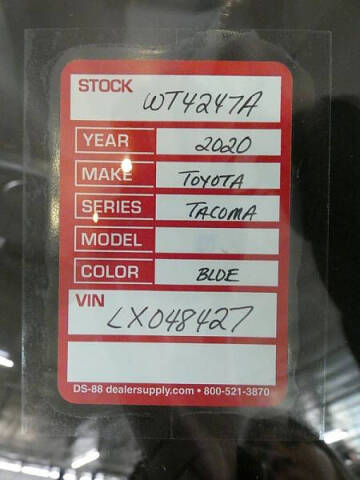 STOCK
WT4247A
YEAR 2020
MAKE TOYOTA
SERIES TACOMA
MODEL
COLOR BLUE
VIN
LX048427
DS-88 dealersupply.com • 800-521-3870